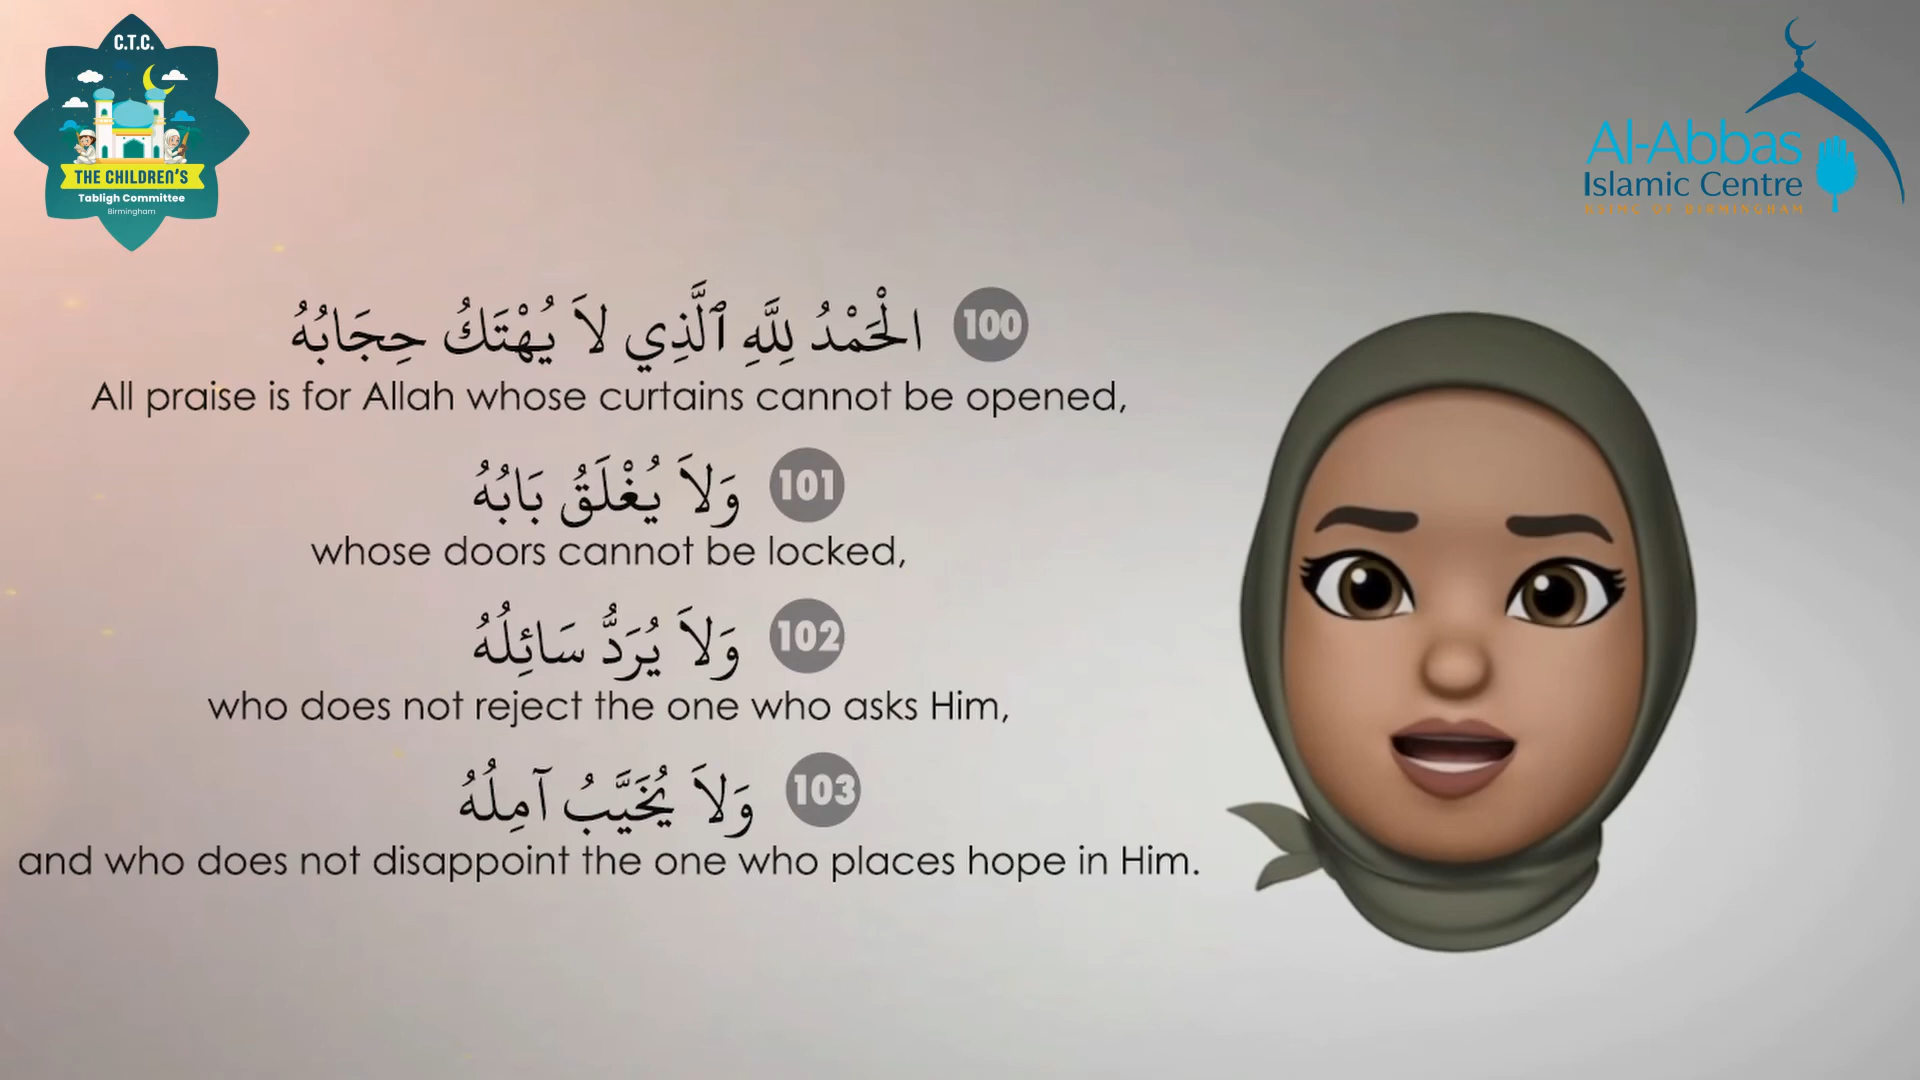 C.T.C.
THE CHILDREN'S
Tabligh Committee
Birmingham
Al-Abbas
Islamic Centre
KSIMC OF BIRMINGHAM
100 الْحَمْدُ لِلَّهِ ٱلَّذِي لاَ يُهْتَكُ حِجَابُهُ
All praise is for Allah whose curtains cannot be opened,
101 وَلاَ يُغْلَقُ بَابُهُ
whose doors cannot be locked,
102 وَلاَ يُرَدُّ سَائِلُهُ
who does not reject the one who asks Him,
103 وَلاَ يُخَيَّبُ آمِلُهُ
and who does not disappoint the one who places hope in Him.